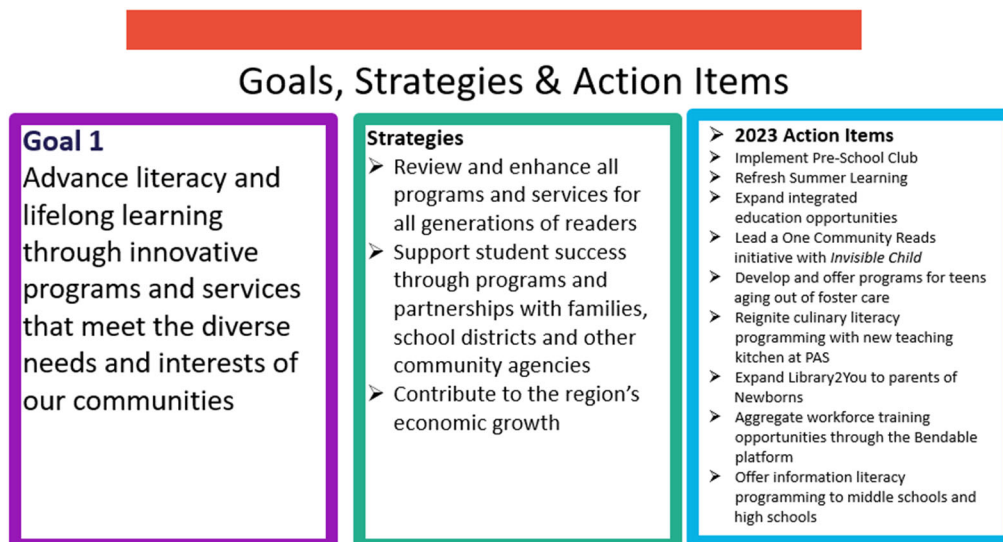 Goals, Strategies & Action Items
Goal 1
Advance literacy and
lifelong learning
through innovative
programs and services
that meet the diverse
needs and interests of
our communities
Strategies
➢ Review and enhance all
programs and services for
all generations of readers
➢ Support student success
through programs and
partnerships with families,
school districts and other
community agencies
➢ Contribute to the region’s
economic growth
➢ 2023 Action Items
➢ Implement Pre-School Club
➢ Refresh Summer Learning
➢ Expand integrated
education opportunities
➢ Lead a One Community Reads
initiative with Invisible Child
➢ Develop and offer programs for teens
aging out of foster care
➢ Reignite culinary literacy
programming with new teaching
kitchen at PAS
➢ Expand Library2You to parents of
Newborns
➢ Aggregate workforce training
opportunities through the Bendable
platform
➢ Offer information literacy
programming to middle schools and
high schools